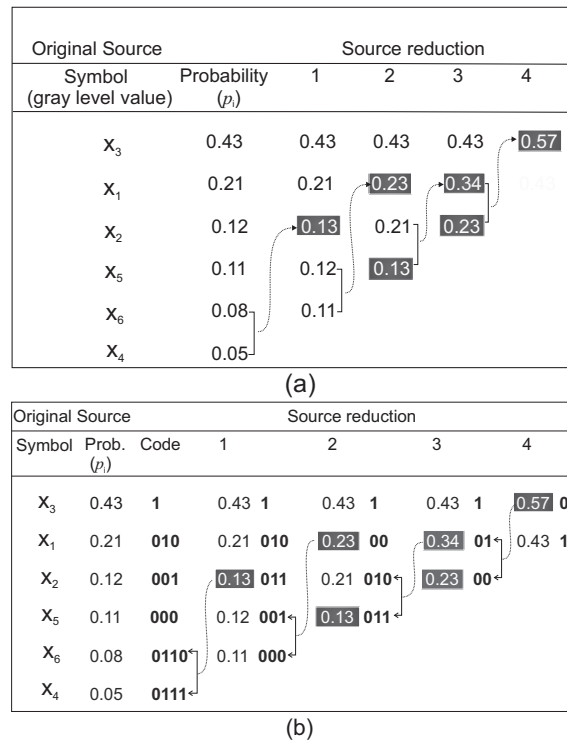 Original Source Source reduction
Symbol Probability 1 2 3 4
(gray level value) (pᵢ)
X₃ 0.43 0.43 0.43 0.43 0.57
X₁ 0.21 0.21 0.23 0.34 0.43
X₂ 0.12 0.13 0.21 0.23
X₅ 0.11 0.12 0.13
X₆ 0.08 0.11
X₄ 0.05
(a)
Original Source Source reduction
Symbol Prob. Code 1 2 3 4
(pᵢ)
X₃ 0.43 1 0.43 1 0.43 1 0.43 1 0.57 0
X₁ 0.21 010 0.21 010 0.23 00 0.34 01 0.43 1
X₂ 0.12 001 0.13 011 0.21 010 0.23 00
X₅ 0.11 000 0.12 001 0.13 011
X₆ 0.08 0110 0.11 000
X₄ 0.05 0111
(b)